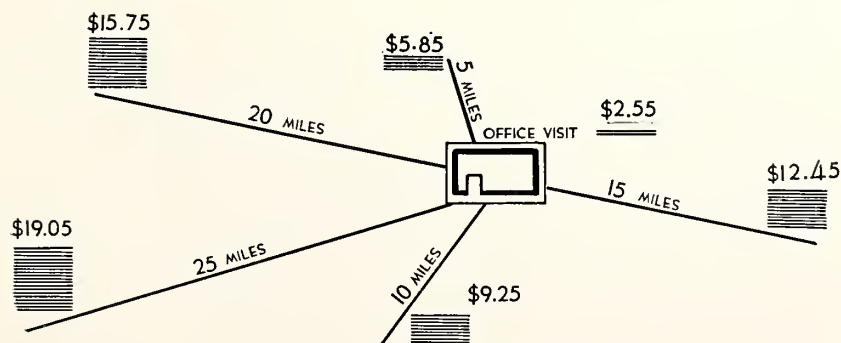 $15.75
$5.85
5 MILES
20 MILES
OFFICE VISIT
$2.55
$12.45
15 MILES
$19.05
25 MILES
10 MILES
$9.25